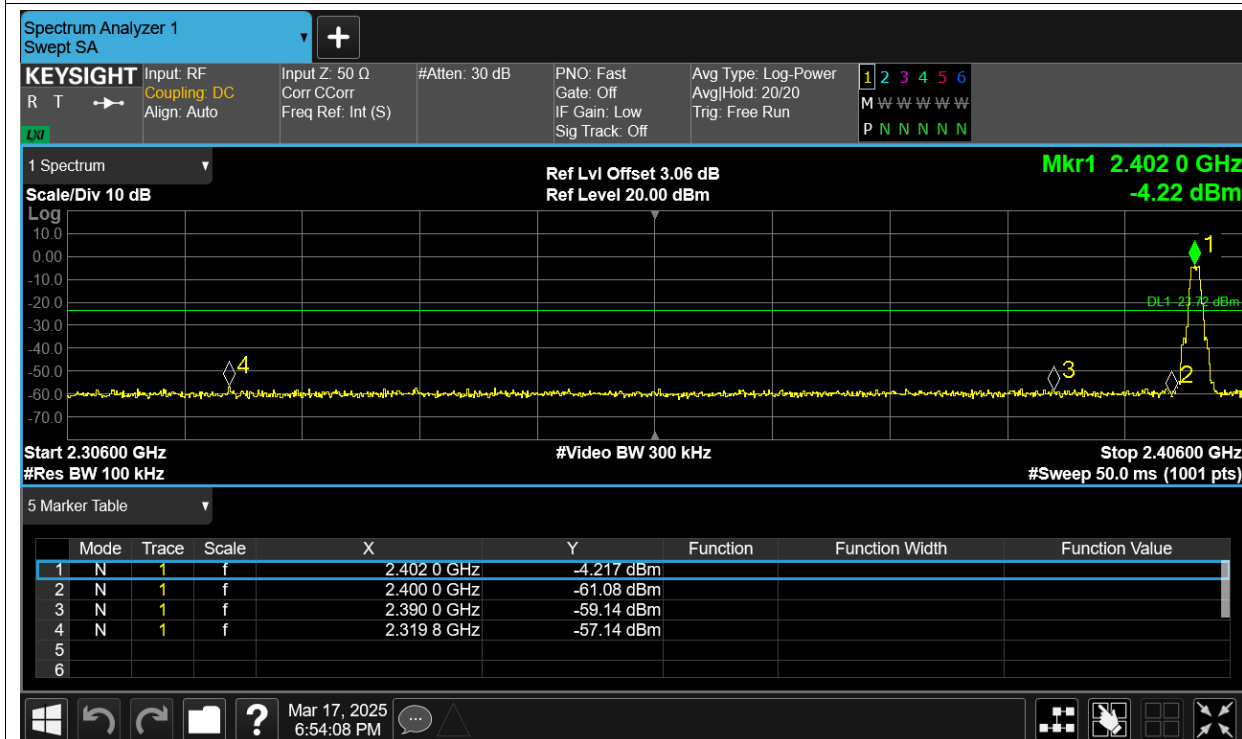 Spectrum Analyzer 1
Swept SA
+
KEYSIGHT
R T
LXI
Input: RF
Coupling: DC
Align: Auto
Input Z: 50 Ω
Corr CCorr
Freq Ref: Int (S)
#Atten: 30 dB
PNO: Fast
Gate: Off
IF Gain: Low
Sig Track: Off
Avg Type: Log-Power
Avg|Hold: 20/20
Trig: Free Run
1 2 3 4 5 6
M W W W W W
P N N N N N
1 Spectrum
Scale/Div 10 dB
Ref Lvl Offset 3.06 dB
Ref Level 20.00 dBm
Mkr1 2.402 0 GHz
-4.22 dBm
Log
10.0
0.00
-10.0
-20.0
-30.0
-40.0
-50.0
-60.0
-70.0
1
DL1 -23.72 dBm
4
3
2
Start 2.30600 GHz
#Video BW 300 kHz
Stop 2.40600 GHz
#Res BW 100 kHz
#Sweep 50.0 ms (1001 pts)
5 Marker Table
Mode Trace Scale X Y Function Function Width Function Value
1 N 1 f 2.402 0 GHz -4.217 dBm
2 N 1 f 2.400 0 GHz -61.08 dBm
3 N 1 f 2.390 0 GHz -59.14 dBm
4 N 1 f 2.319 8 GHz -57.14 dBm
5
6
?
Mar 17, 2025
6:54:08 PM